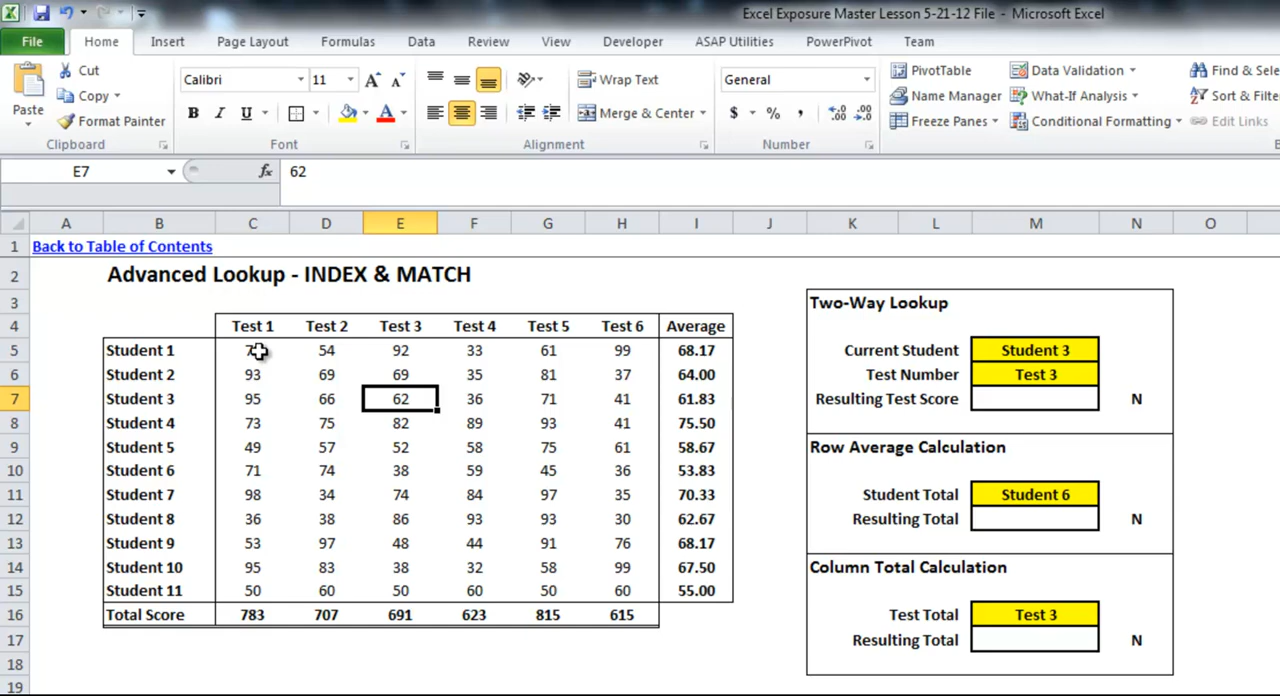 Excel Exposure Master Lesson 5-21-12 File - Microsoft Excel
File Home Insert Page Layout Formulas Data Review View Developer ASAP Utilities PowerPivot Team
Paste Cut Calibri 11 Wrap Text General PivotTable Data Validation Find & Sele
Copy B I U Merge & Center $ % , Name Manager What-If Analysis Sort & Filte
Format Painter Freeze Panes Conditional Formatting Edit Links
Clipboard Font Alignment Number
E7 fx 62
A B C D E F G H I J K L M N O
1 Back to Table of Contents
2 Advanced Lookup - INDEX & MATCH
3 Two-Way Lookup
4 Test 1 Test 2 Test 3 Test 4 Test 5 Test 6 Average
5 Student 1 54 92 33 61 99 68.17 Current Student Student 3
6 Student 2 93 69 69 35 81 37 64.00 Test Number Test 3
7 Student 3 95 66 62 36 71 41 61.83 Resulting Test Score N
8 Student 4 73 75 82 89 93 41 75.50
9 Student 5 49 57 52 58 75 61 58.67 Row Average Calculation
10 Student 6 71 74 38 59 45 36 53.83
11 Student 7 98 34 74 84 97 35 70.33 Student Total Student 6
12 Student 8 36 38 86 93 93 30 62.67 Resulting Total N
13 Student 9 53 97 48 44 91 76 68.17
14 Student 10 95 83 38 32 58 99 67.50 Column Total Calculation
15 Student 11 50 60 50 60 50 60 55.00
16 Total Score 783 707 691 623 815 615 Test Total Test 3
17 Resulting Total N
18
19